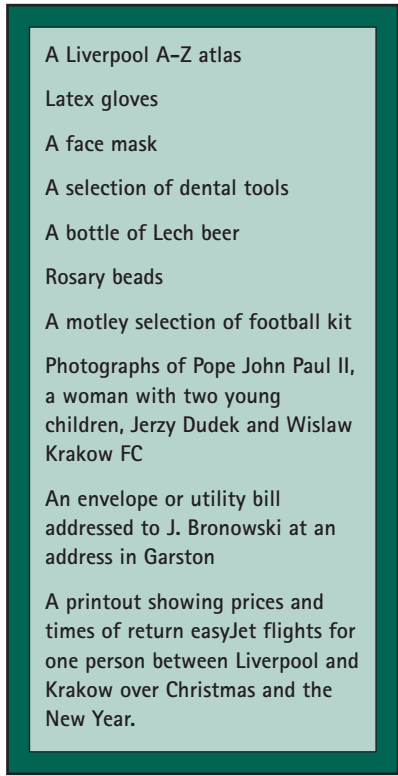 A Liverpool A-Z atlas
Latex gloves
A face mask
A selection of dental tools
A bottle of Lech beer
Rosary beads
A motley selection of football kit
Photographs of Pope John Paul II,
a woman with two young
children, Jerzy Dudek and Wislaw
Krakow FC
An envelope or utility bill
addressed to J. Bronowski at an
address in Garston
A printout showing prices and
times of return easyJet flights for
one person between Liverpool and
Krakow over Christmas and the
New Year.